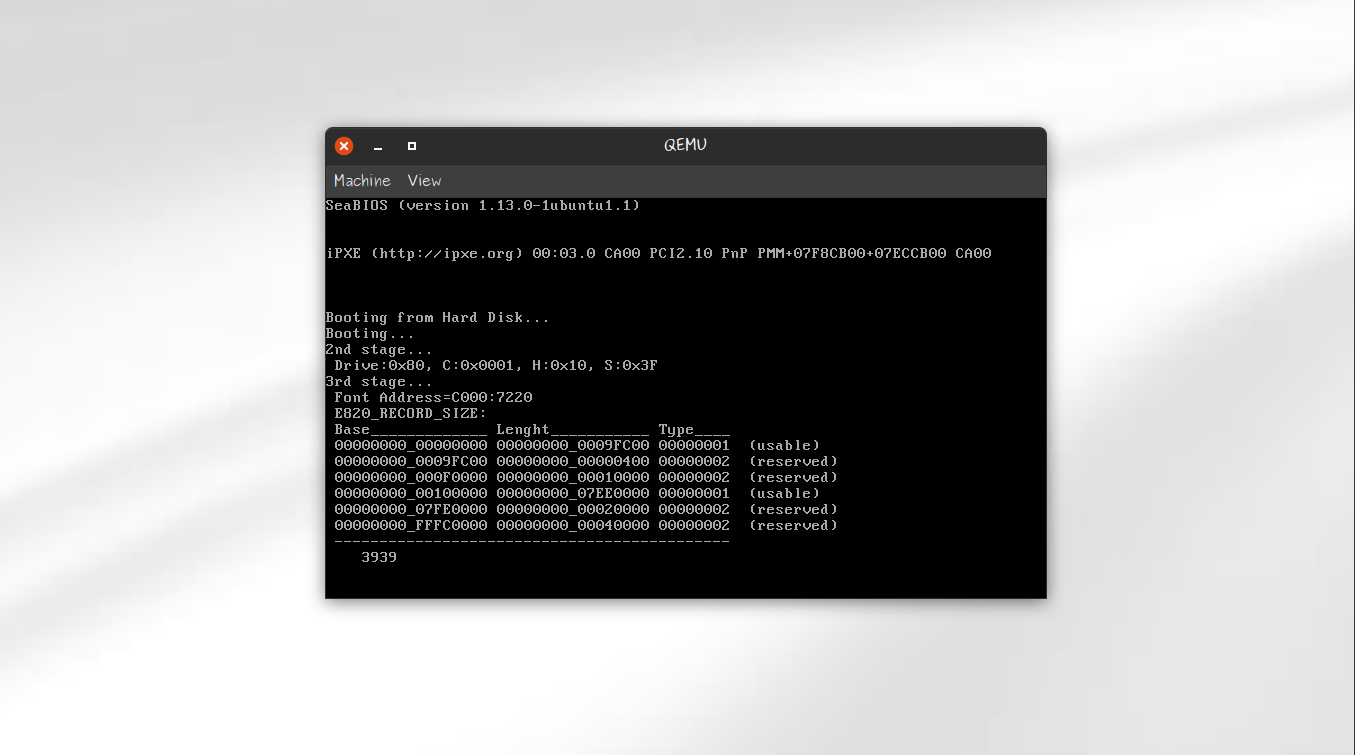 QEMU
Machine View
SeaBIOS (version 1.13.0-1ubuntu1.1)
iPXE (http://ipxe.org) 00:03.0 CA00 PCI2.10 PnP PMM+07F8CB00+07ECCB00 CA00
Booting from Hard Disk...
Booting...
2nd stage...
Drive:0x80, C:0x0001, H:0x10, S:0x3F
3rd stage...
Font Address=C000:7220
E820_RECORD_SIZE:
Base_____________ Lenght___________ Type____
00000000_00000000 00000000_0009FC00 00000001 (usable)
00000000_0009FC00 00000000_00000400 00000002 (reserved)
00000000_000F0000 00000000_00010000 00000002 (reserved)
00000000_00100000 00000000_07EE0000 00000001 (usable)
00000000_07FE0000 00000000_00020000 00000002 (reserved)
00000000_FFFC0000 00000000_00040000 00000002 (reserved)
--------------------------------------------
3939